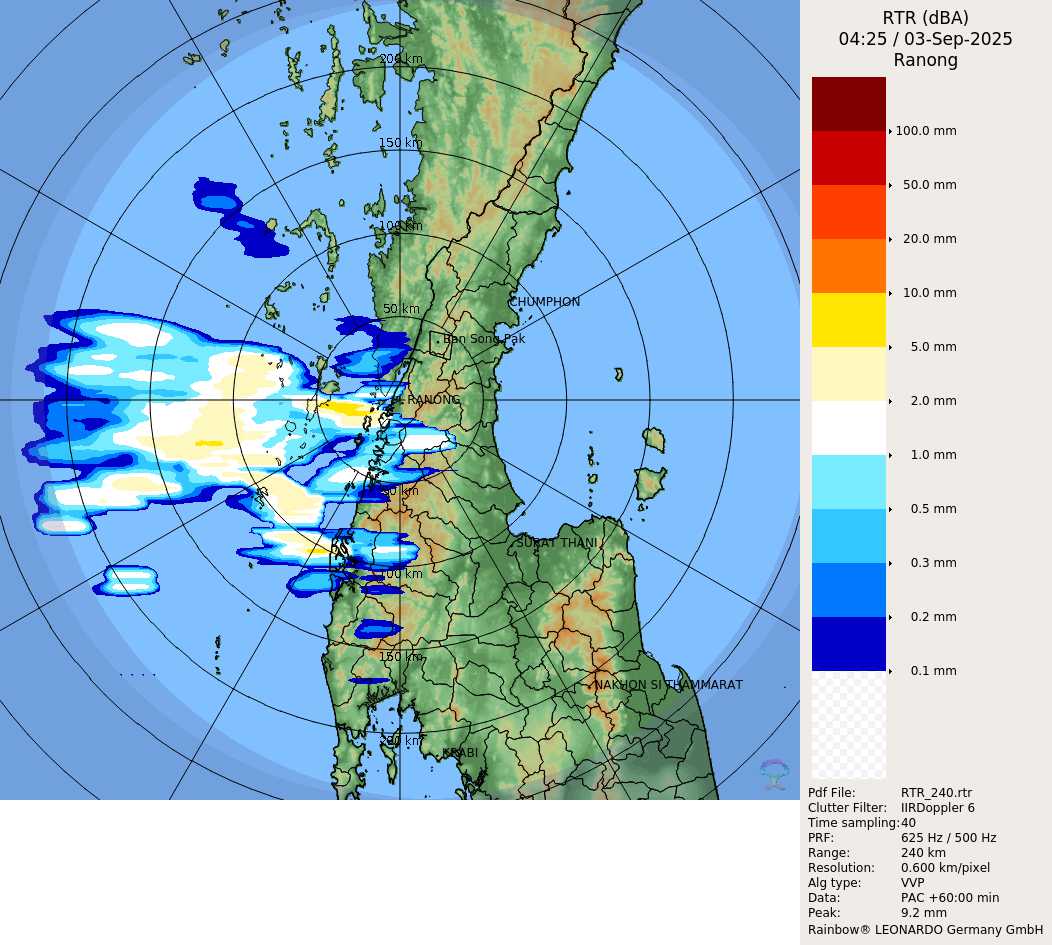 RTR (dBA)
04:25 / 03-Sep-2025
Ranong
100.0 mm
50.0 mm
20.0 mm
10.0 mm
5.0 mm
2.0 mm
1.0 mm
0.5 mm
0.3 mm
0.2 mm
0.1 mm
Pdf File: RTR_240.rtr
Clutter Filter: IIRDoppler 6
Time sampling: 40
PRF: 625 Hz / 500 Hz
Range: 240 km
Resolution: 0.600 km/pixel
Alg type: VVP
Data: PAC +60:00 min
Peak: 9.2 mm
Rainbow® LEONARDO Germany GmbH
200 km
150 km
100 km
50 km
CHUMPHON
Ban Song Pak
RANONG
50 km
SURAT THANI
100 km
150 km
NAKHON SI THAMMARAT
200 km
KRABI